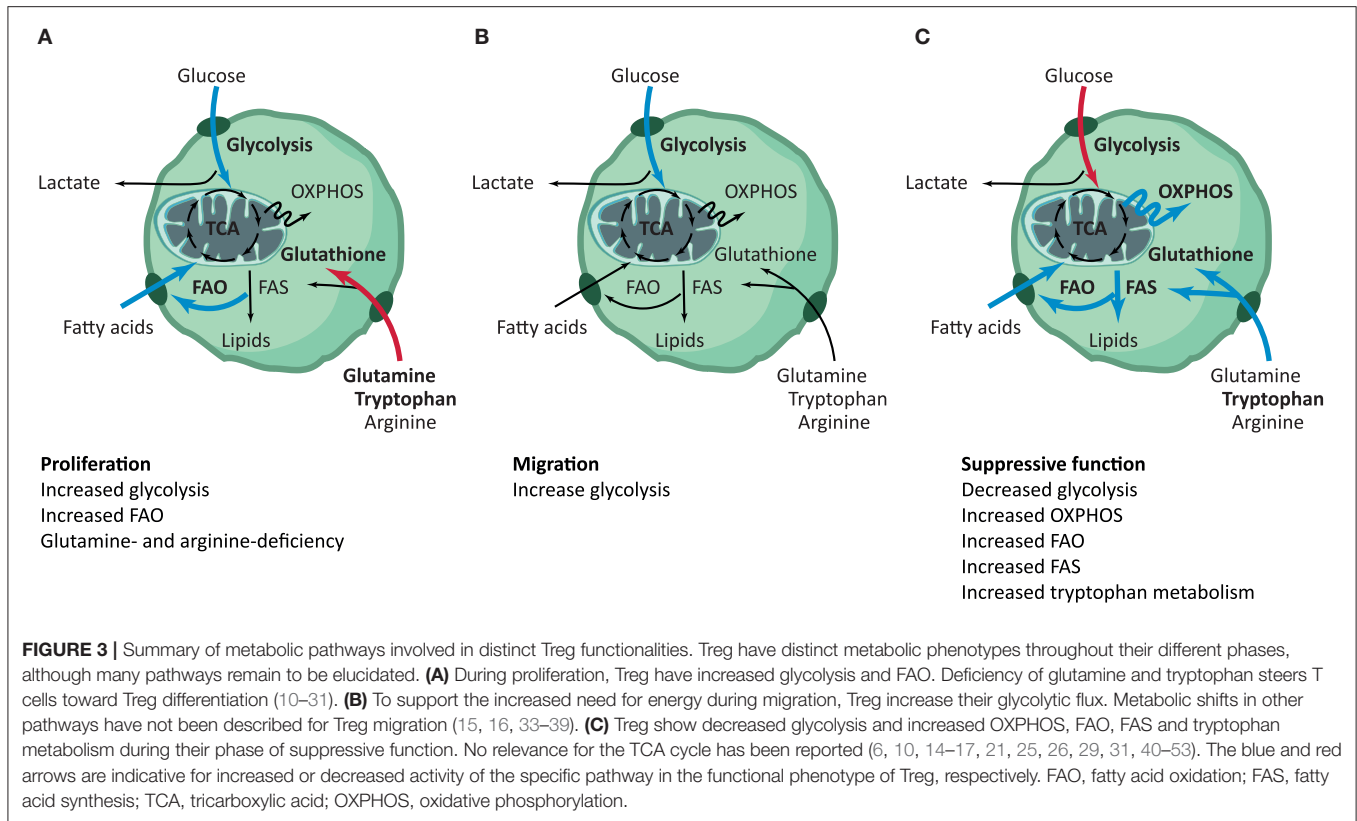 A
Glucose
Glycolysis
Lactate
OXPHOS
TCA
Glutathione
FAO
FAS
Fatty acids
Lipids
Glutamine
Tryptophan
Arginine
Proliferation
Increased glycolysis
Increased FAO
Glutamine- and arginine-deficiency
B
Glucose
Glycolysis
Lactate
OXPHOS
TCA
Glutathione
FAO
FAS
Fatty acids
Lipids
Glutamine
Tryptophan
Arginine
Migration
Increase glycolysis
C
Glucose
Glycolysis
Lactate
OXPHOS
TCA
Glutathione
FAO
FAS
Fatty acids
Lipids
Glutamine
Tryptophan
Arginine
Suppressive function
Decreased glycolysis
Increased OXPHOS
Increased FAO
Increased FAS
Increased tryptophan metabolism
FIGURE 3 | Summary of metabolic pathways involved in distinct Treg functionalities. Treg have distinct metabolic phenotypes throughout their different phases,
although many pathways remain to be elucidated. (A) During proliferation, Treg have increased glycolysis and FAO. Deficiency of glutamine and tryptophan steers T
cells toward Treg differentiation (10–31). (B) To support the increased need for energy during migration, Treg increase their glycolytic flux. Metabolic shifts in other
pathways have not been described for Treg migration (15, 16, 33–39). (C) Treg show decreased glycolysis and increased OXPHOS, FAO, FAS and tryptophan
metabolism during their phase of suppressive function. No relevance for the TCA cycle has been reported (6, 10, 14–17, 21, 25, 26, 29, 31, 40–53). The blue and red
arrows are indicative for increased or decreased activity of the specific pathway in the functional phenotype of Treg, respectively. FAO, fatty acid oxidation; FAS, fatty
acid synthesis; TCA, tricarboxylic acid; OXPHOS, oxidative phosphorylation.